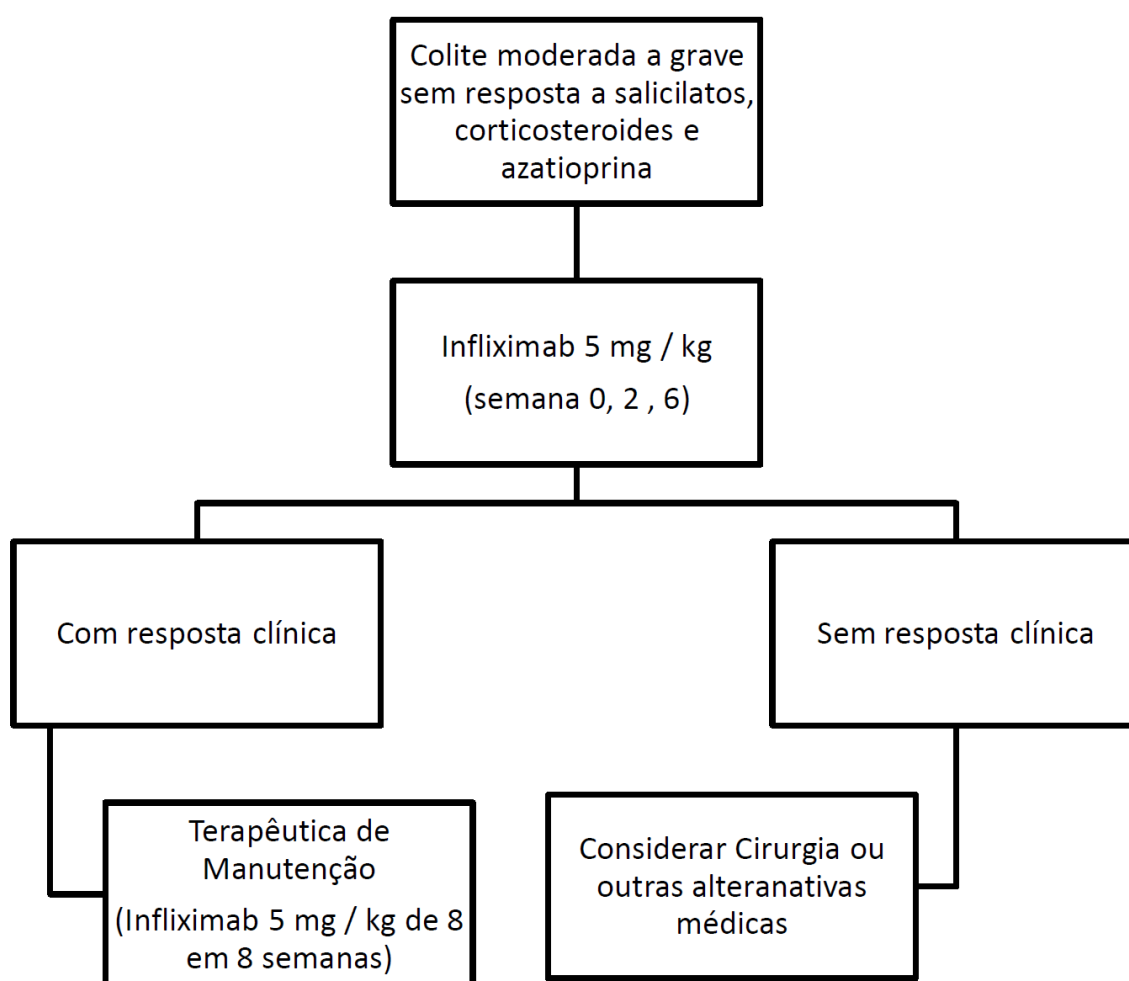 Colite moderada a grave
sem resposta a salicilatos,
corticosteroides e
azatioprina
Infliximab 5 mg / kg
(semana 0, 2 , 6)
Com resposta clínica
Sem resposta clínica
Terapêutica de
Manutenção
(Infliximab 5 mg / kg de 8
em 8 semanas)
Considerar Cirurgia ou
outras alteranativas
médicas